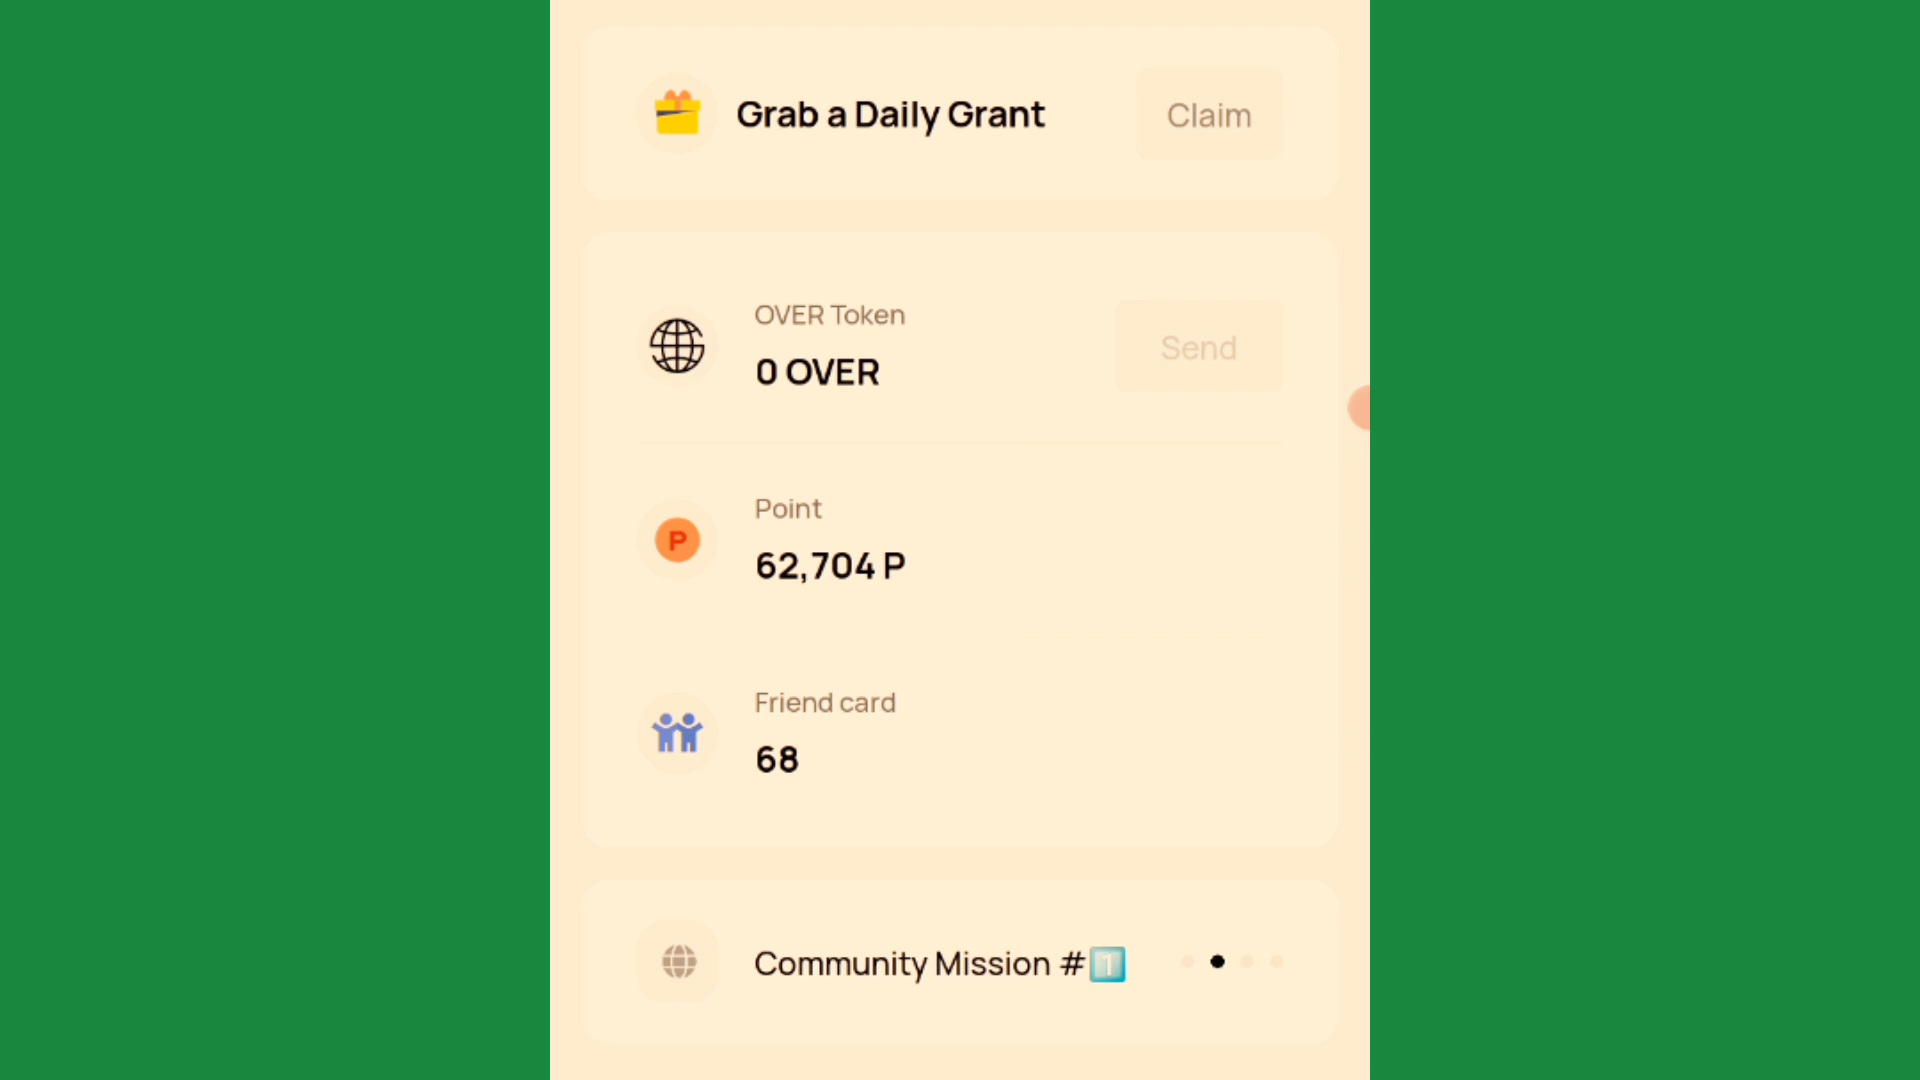 Grab a Daily Grant
Claim
OVER Token
0 OVER
Send
P
Point
62,704 P
Friend card
68
Community Mission #1️⃣